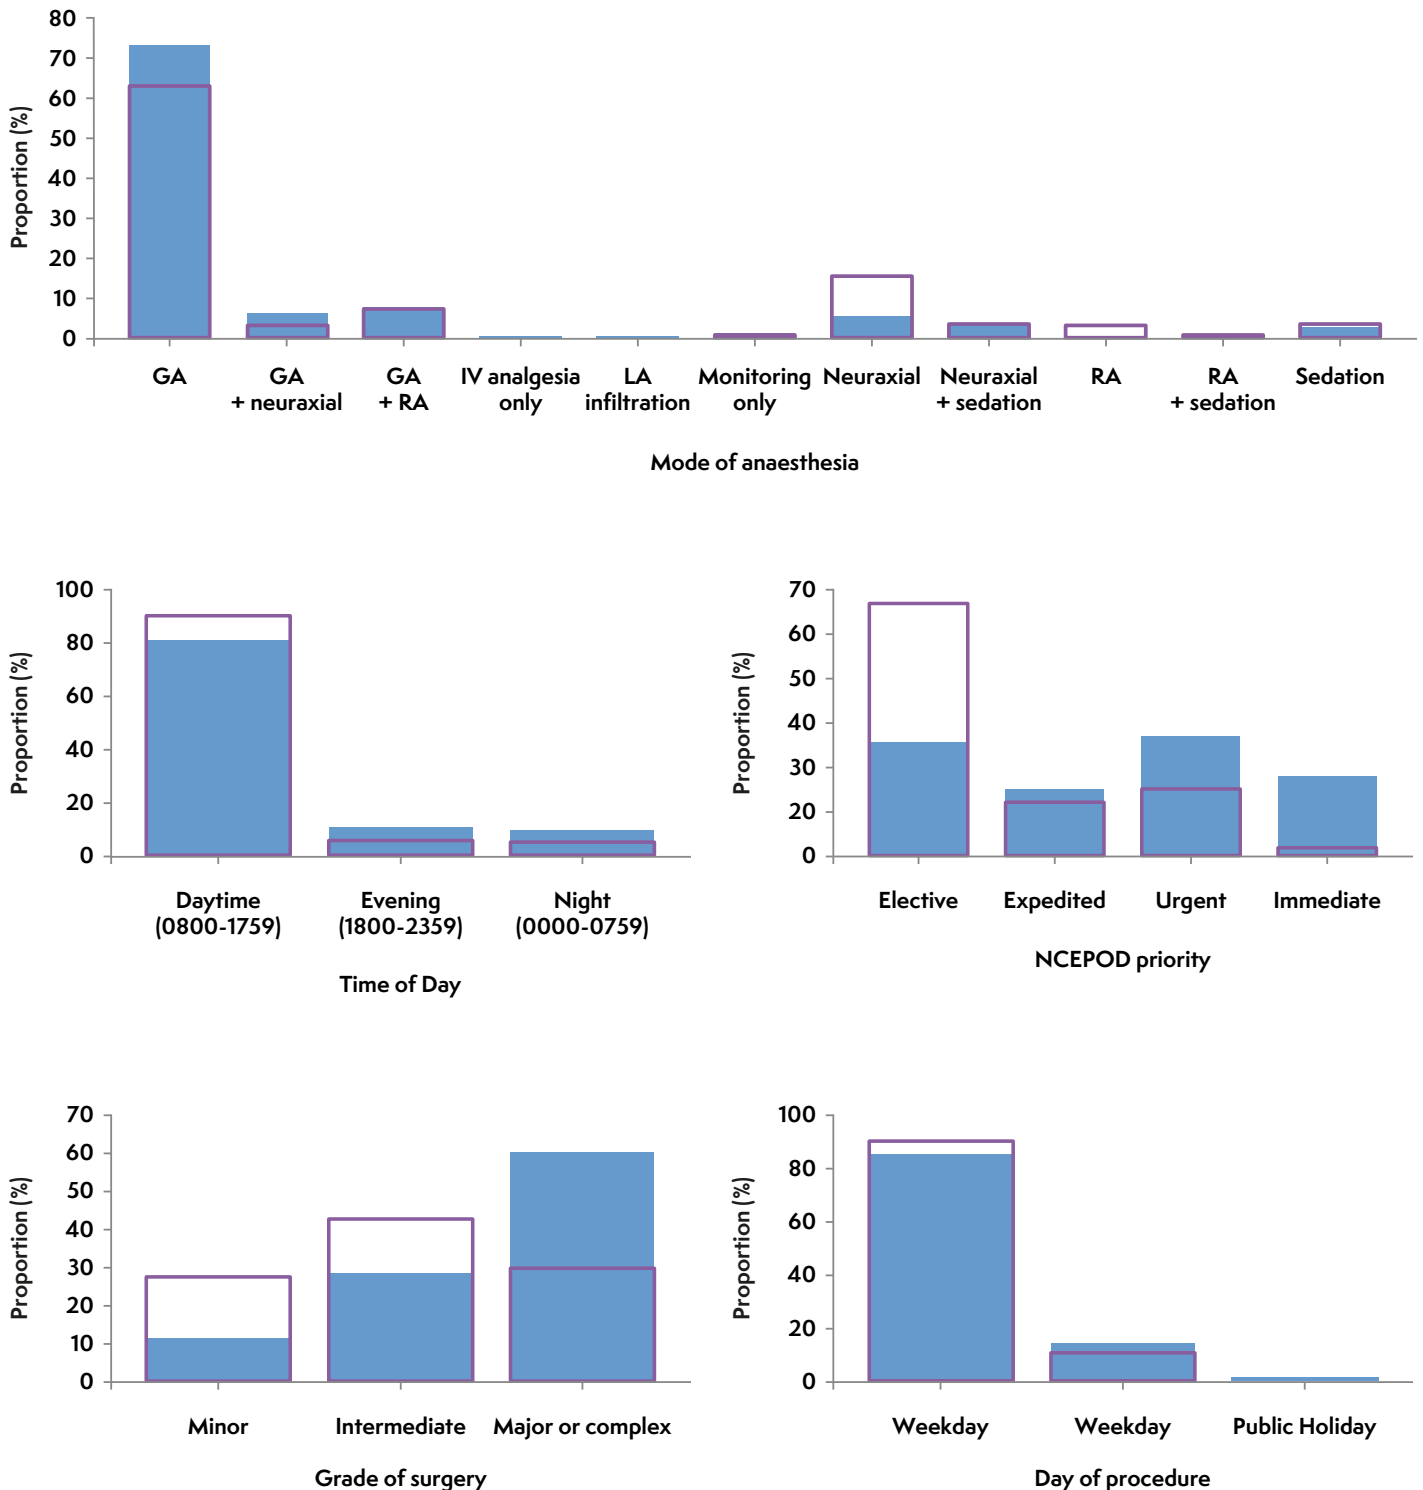 Proportion (%)
80
70
60
50
40
30
20
10
0
GA
GA
+ neuraxial
GA
+ RA
IV analgesia
only
LA
infiltration
Monitoring
only
Neuraxial
Neuraxial
+ sedation
RA
RA
+ sedation
Sedation
Mode of anaesthesia
Proportion (%)
100
80
60
40
20
0
Daytime
(0800-1759)
Evening
(1800-2359)
Night
(0000-0759)
Time of Day
Proportion (%)
70
60
50
40
30
20
10
0
Elective
Expedited
Urgent
Immediate
NCEPOD priority
Proportion (%)
70
60
50
40
30
20
10
0
Minor
Intermediate
Major or complex
Grade of surgery
Proportion (%)
100
80
60
40
20
0
Weekday
Weekday
Public Holiday
Day of procedure